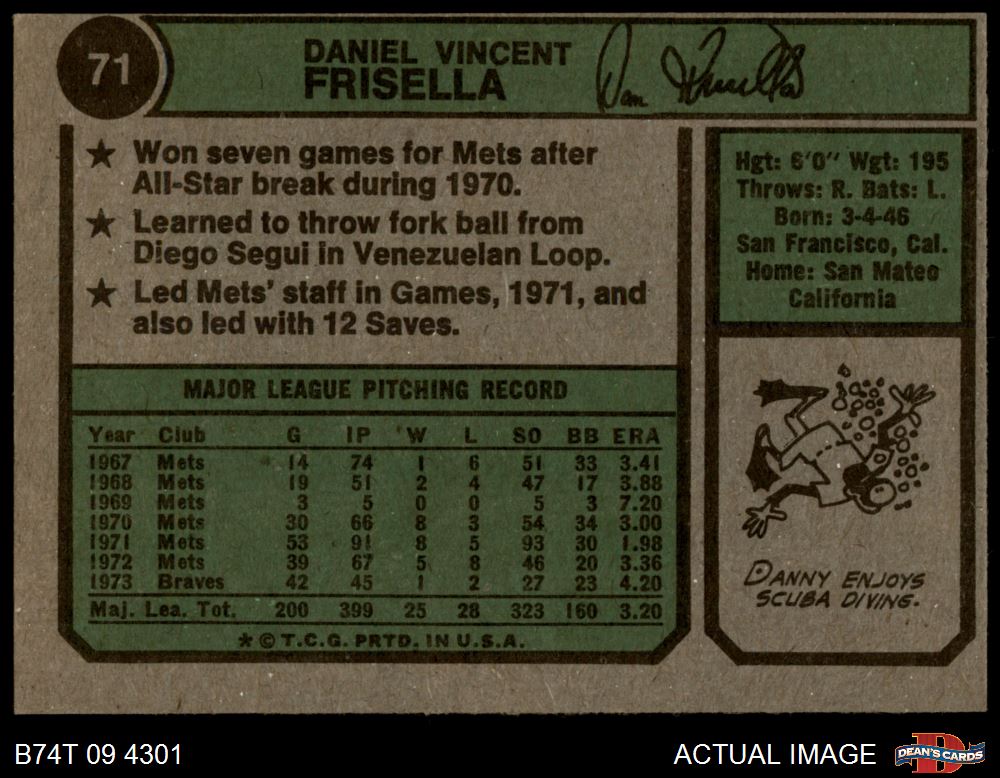 71
DANIEL VINCENT
FRISELLA
Dan Frisella
★ Won seven games for Mets after
All-Star break during 1970.
★ Learned to throw fork ball from
Diego Segui in Venezuelan Loop.
★ Led Mets' staff in Games, 1971, and
also led with 12 Saves.
Hgt: 6'0" Wgt: 195
Throws: R. Bats: L.
Born: 3-4-46
San Francisco, Cal.
Home: San Mateo
California
MAJOR LEAGUE PITCHING RECORD
Year Club G IP W L SO BB ERA
1967 Mets 14 74 1 6 51 33 3.41
1968 Mets 19 51 2 4 47 17 3.88
1969 Mets 3 5 0 0 5 3 7.20
1970 Mets 30 66 8 3 54 34 3.00
1971 Mets 53 91 8 5 93 30 1.98
1972 Mets 39 67 5 8 46 20 3.36
1973 Braves 42 45 1 2 27 23 4.20
Maj. Lea. Tot. 200 399 25 28 323 160 3.20
★ © T.C.G. PRTD. IN U.S.A.
DANNY ENJOYS
SCUBA DIVING.
B74T 09 4301
ACTUAL IMAGE
DEAN'S CARDS